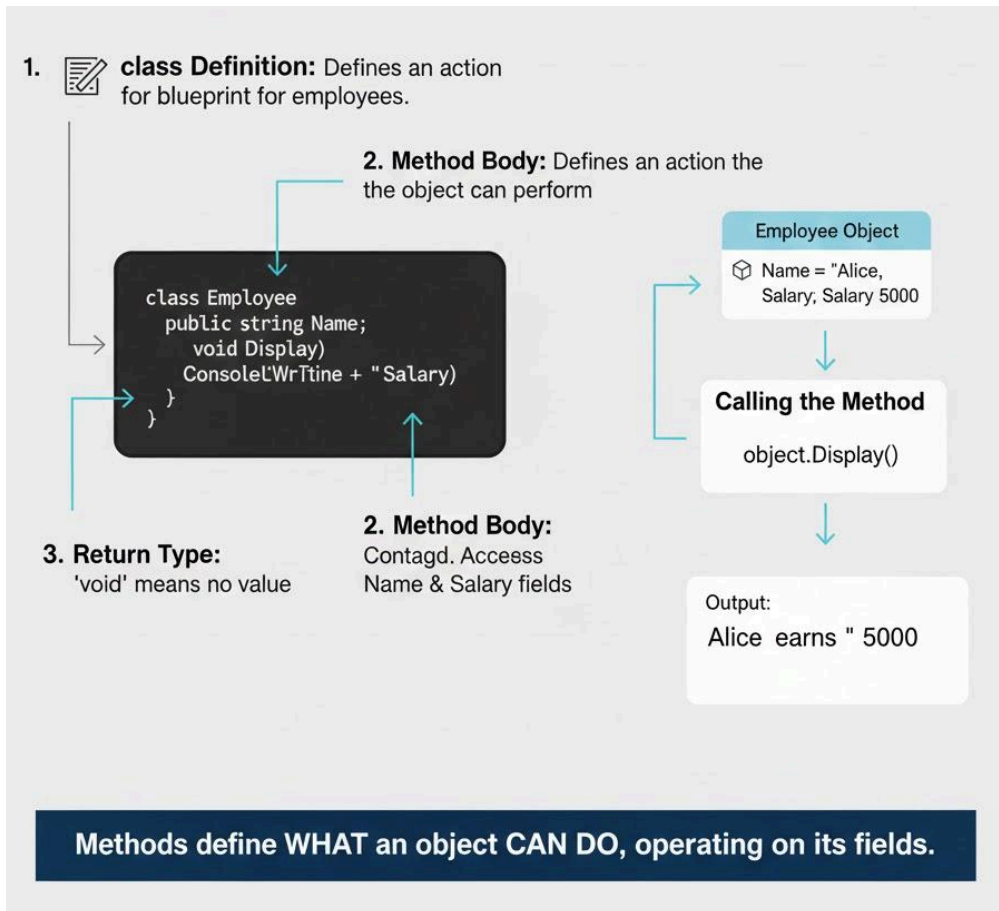 1. class Definition: Defines an action
for blueprint for employees.
2. Method Body: Defines an action the
the object can perform
class Employee
public string Name;
void Display)
ConsoleĽWrTtine + "Salary)
}
}
3. Return Type:
'void' means no value
2. Method Body:
Contagd. Acceess
Name & Salary fields
Employee Object
Name = "Alice,
Salary; Salary 5000
Calling the Method
object.Display()
Output:
Alice earns " 5000
Methods define WHAT an object CAN DO, operating on its fields.